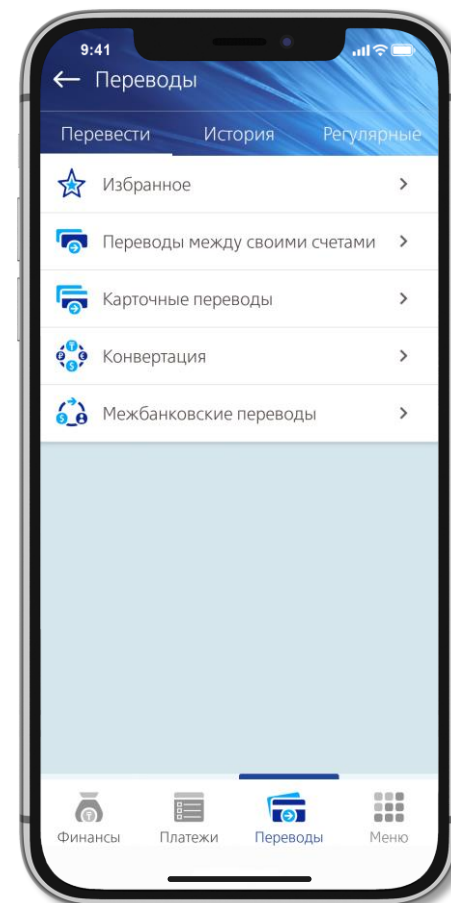 9:41
Переводы
Перевести История Регулярные
Избранное
Переводы между своими счетами
Карточные переводы
Конвертация
Межбанковские переводы
Финансы Платежи Переводы Меню